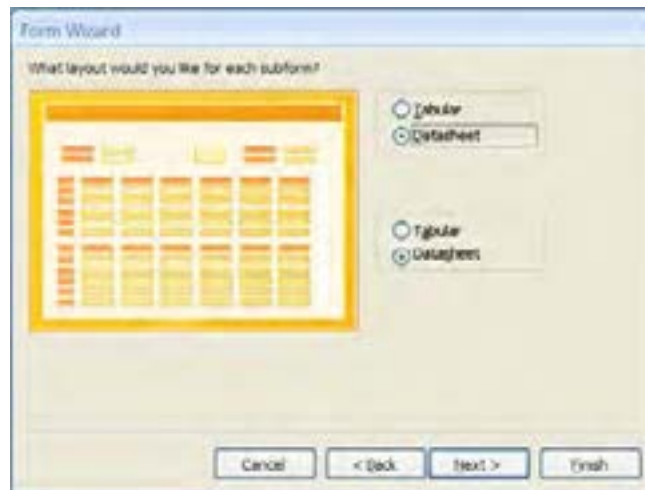 Form Wizard
What layout would you like for each subform?
Tabular
Datasheet
Tabular
Datasheet
Cancel
< Back
Next >
Finish